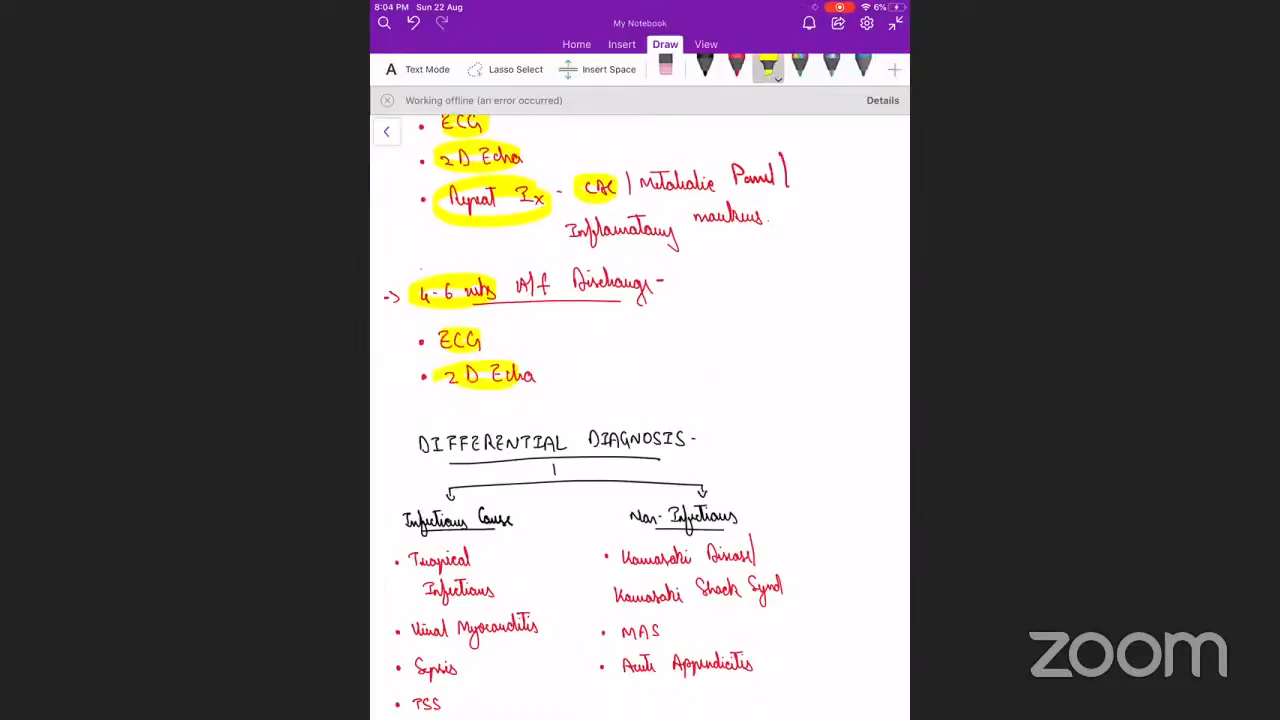 8:04 PM Sun 22 Aug
6%
My Notebook
Home Insert Draw View
A Text Mode Lasso Select Insert Space
Working offline (an error occurred) Details
• ECG
• 2D Echo
• Repeat Ix - CBC | Metabolic Panel |
Inflamatory markers.
-> 4-6 wks A/f Discharge -
• ECG
• 2D Echo
DIFFERENTIAL DIAGNOSIS -
Infectious Cause
• Tropical
Infections
• Viral Myocarditis
• Sepsis
• TSS
Non-Infectious
• Kawasaki Disease/
Kawasaki Shock Synd
• MAS
• Acute Appendicitis
zoom